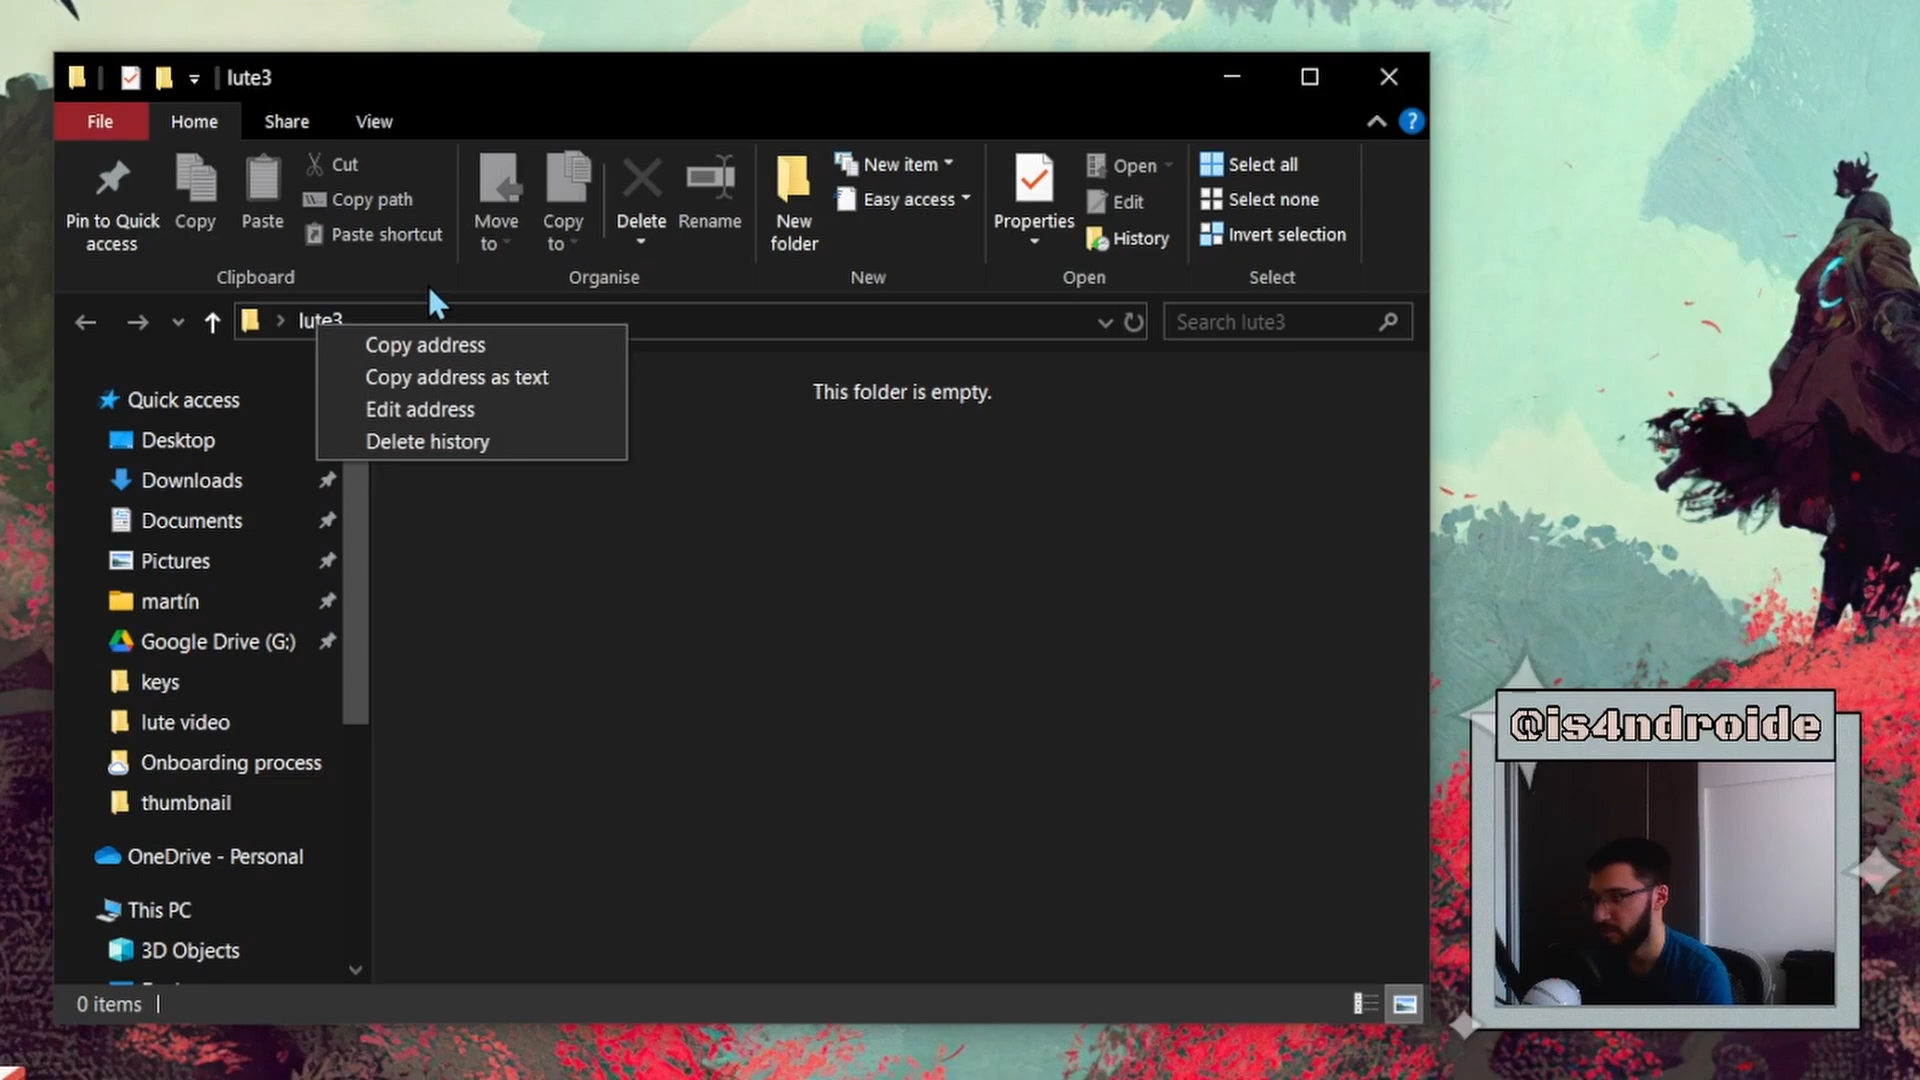 lute3
File Home Share View
Pin to Quick access
Copy
Paste
Cut
Copy path
Paste shortcut
Clipboard
Move to
Copy to
Delete
Rename
Organise
New folder
New item
Easy access
New
Properties
Open
Edit
History
Open
Select all
Select none
Invert selection
Select
lute3
Search lute3
Copy address
Copy address as text
Edit address
Delete history
This folder is empty.
Quick access
Desktop
Downloads
Documents
Pictures
martín
Google Drive (G:)
keys
lute video
Onboarding process
thumbnail
OneDrive - Personal
This PC
3D Objects
0 items
@is4ndroide